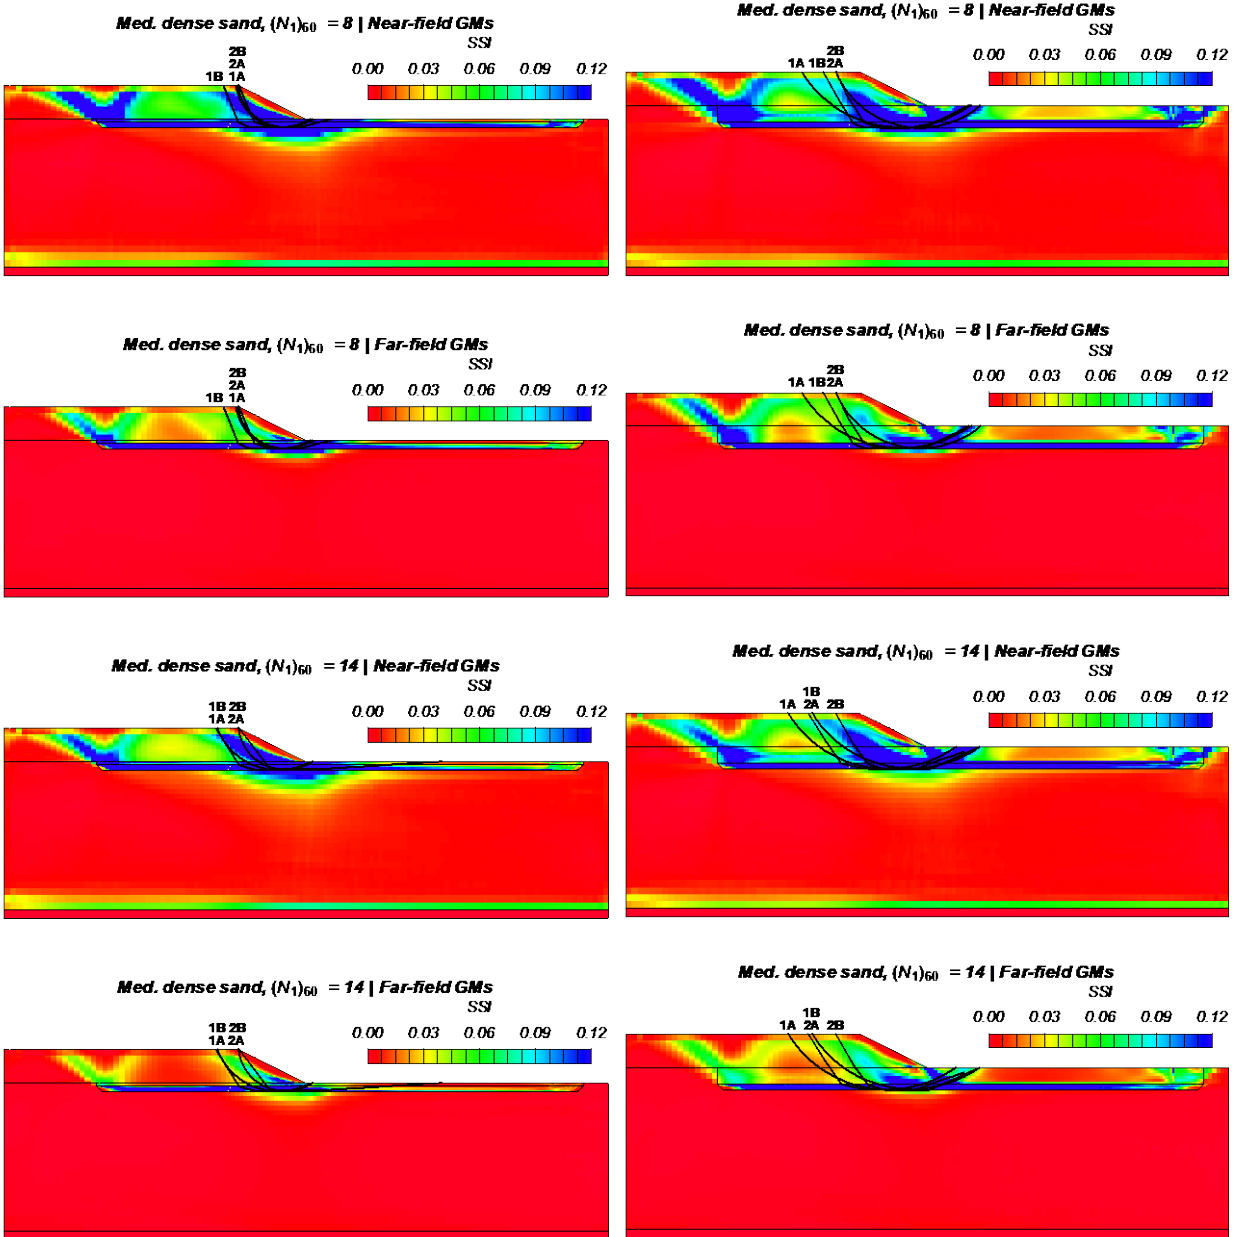 Med. dense sand, (N1)60 = 8 | Near-field GMs
SSI
0.00 0.03 0.06 0.09 0.12
2B
2A
1B 1A
Med. dense sand, (N1)60 = 8 | Near-field GMs
SSI
0.00 0.03 0.06 0.09 0.12
2B
1A 1B 2A
Med. dense sand, (N1)60 = 8 | Far-field GMs
SSI
0.00 0.03 0.06 0.09 0.12
2B
2A
1B 1A
Med. dense sand, (N1)60 = 8 | Far-field GMs
SSI
0.00 0.03 0.06 0.09 0.12
2B
1A 1B 2A
Med. dense sand, (N1)60 = 14 | Near-field GMs
SSI
0.00 0.03 0.06 0.09 0.12
1B 2B
1A 2A
Med. dense sand, (N1)60 = 14 | Near-field GMs
SSI
0.00 0.03 0.06 0.09 0.12
1B
1A 2A 2B
Med. dense sand, (N1)60 = 14 | Far-field GMs
SSI
0.00 0.03 0.06 0.09 0.12
1B 2B
1A 2A
Med. dense sand, (N1)60 = 14 | Far-field GMs
SSI
0.00 0.03 0.06 0.09 0.12
1B
1A 2A 2B